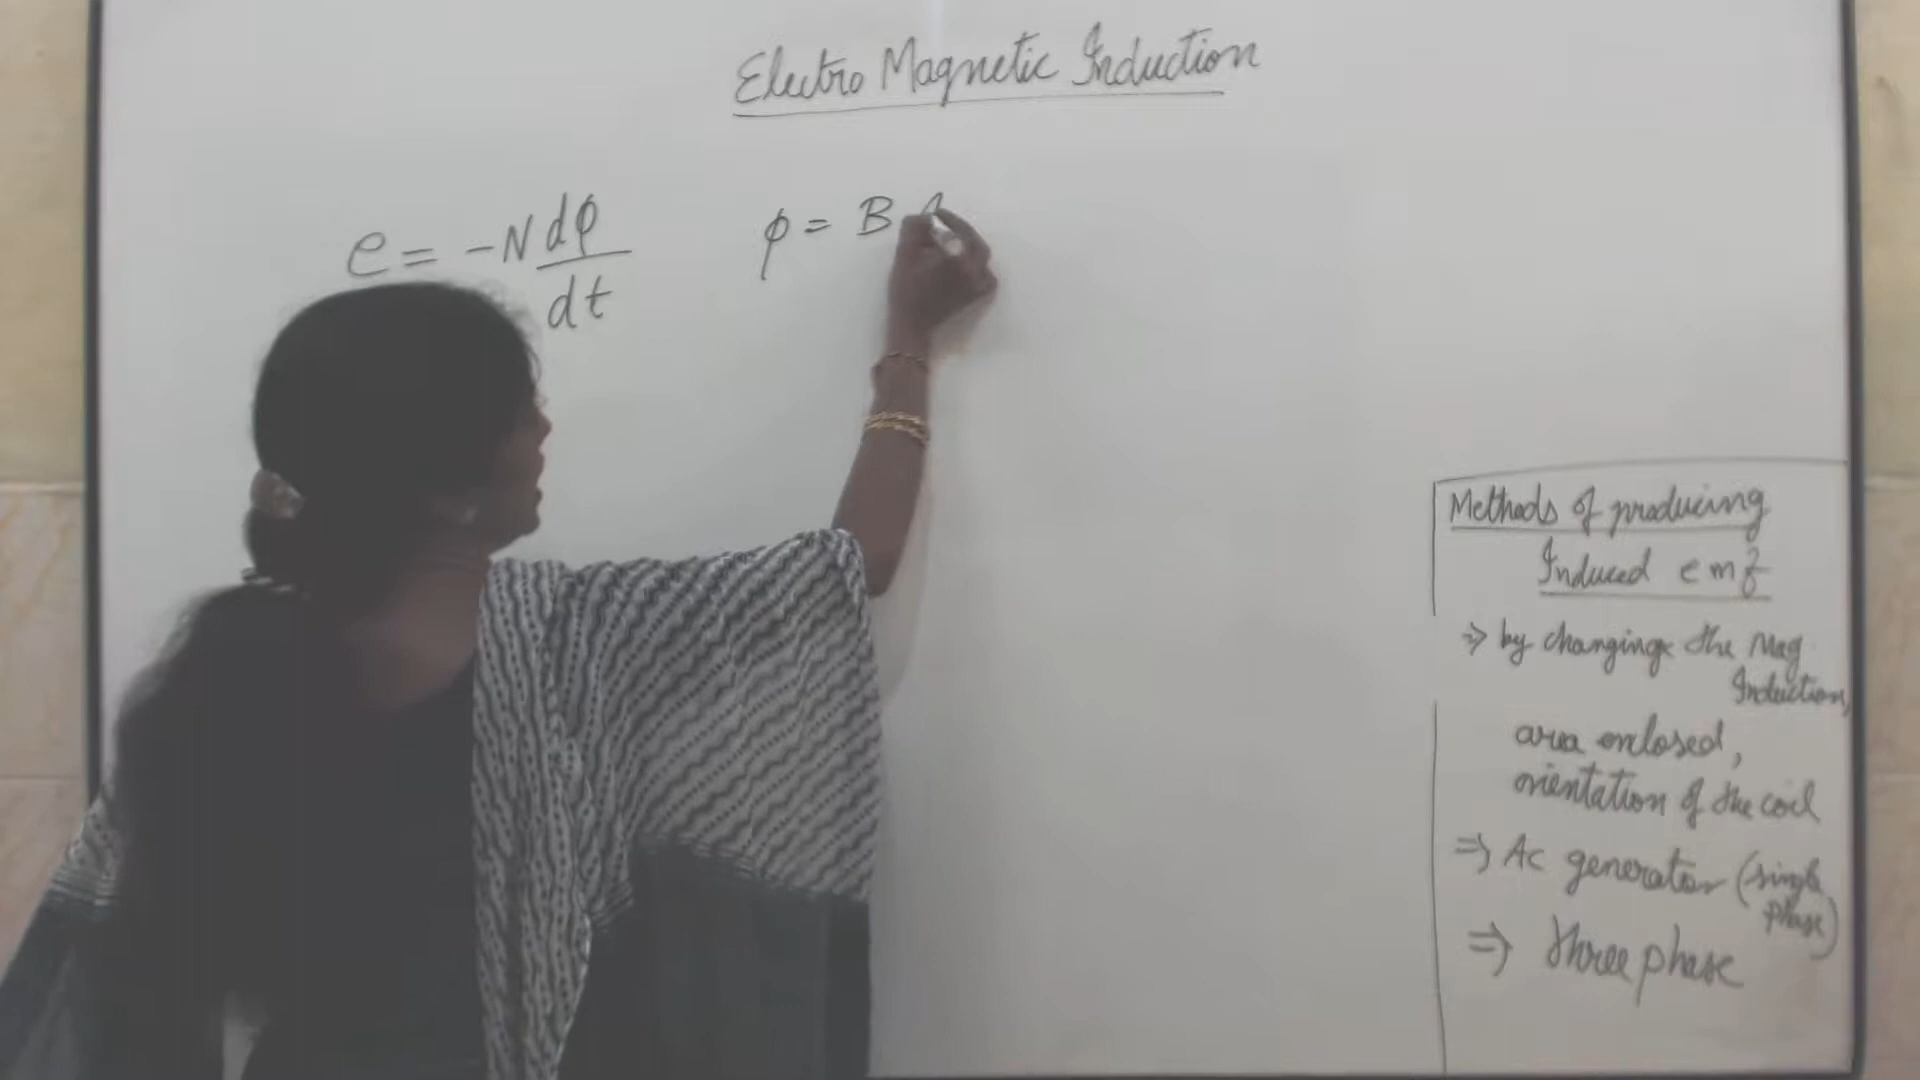 Electro Magnetic Induction
e = -N dφ/dt
φ = B
Methods of producing
Induced emf
⇒ by changing the Mag
Induction,
area enclosed,
orientation of the coil
⇒ Ac generator (single
phase)
⇒ three phase